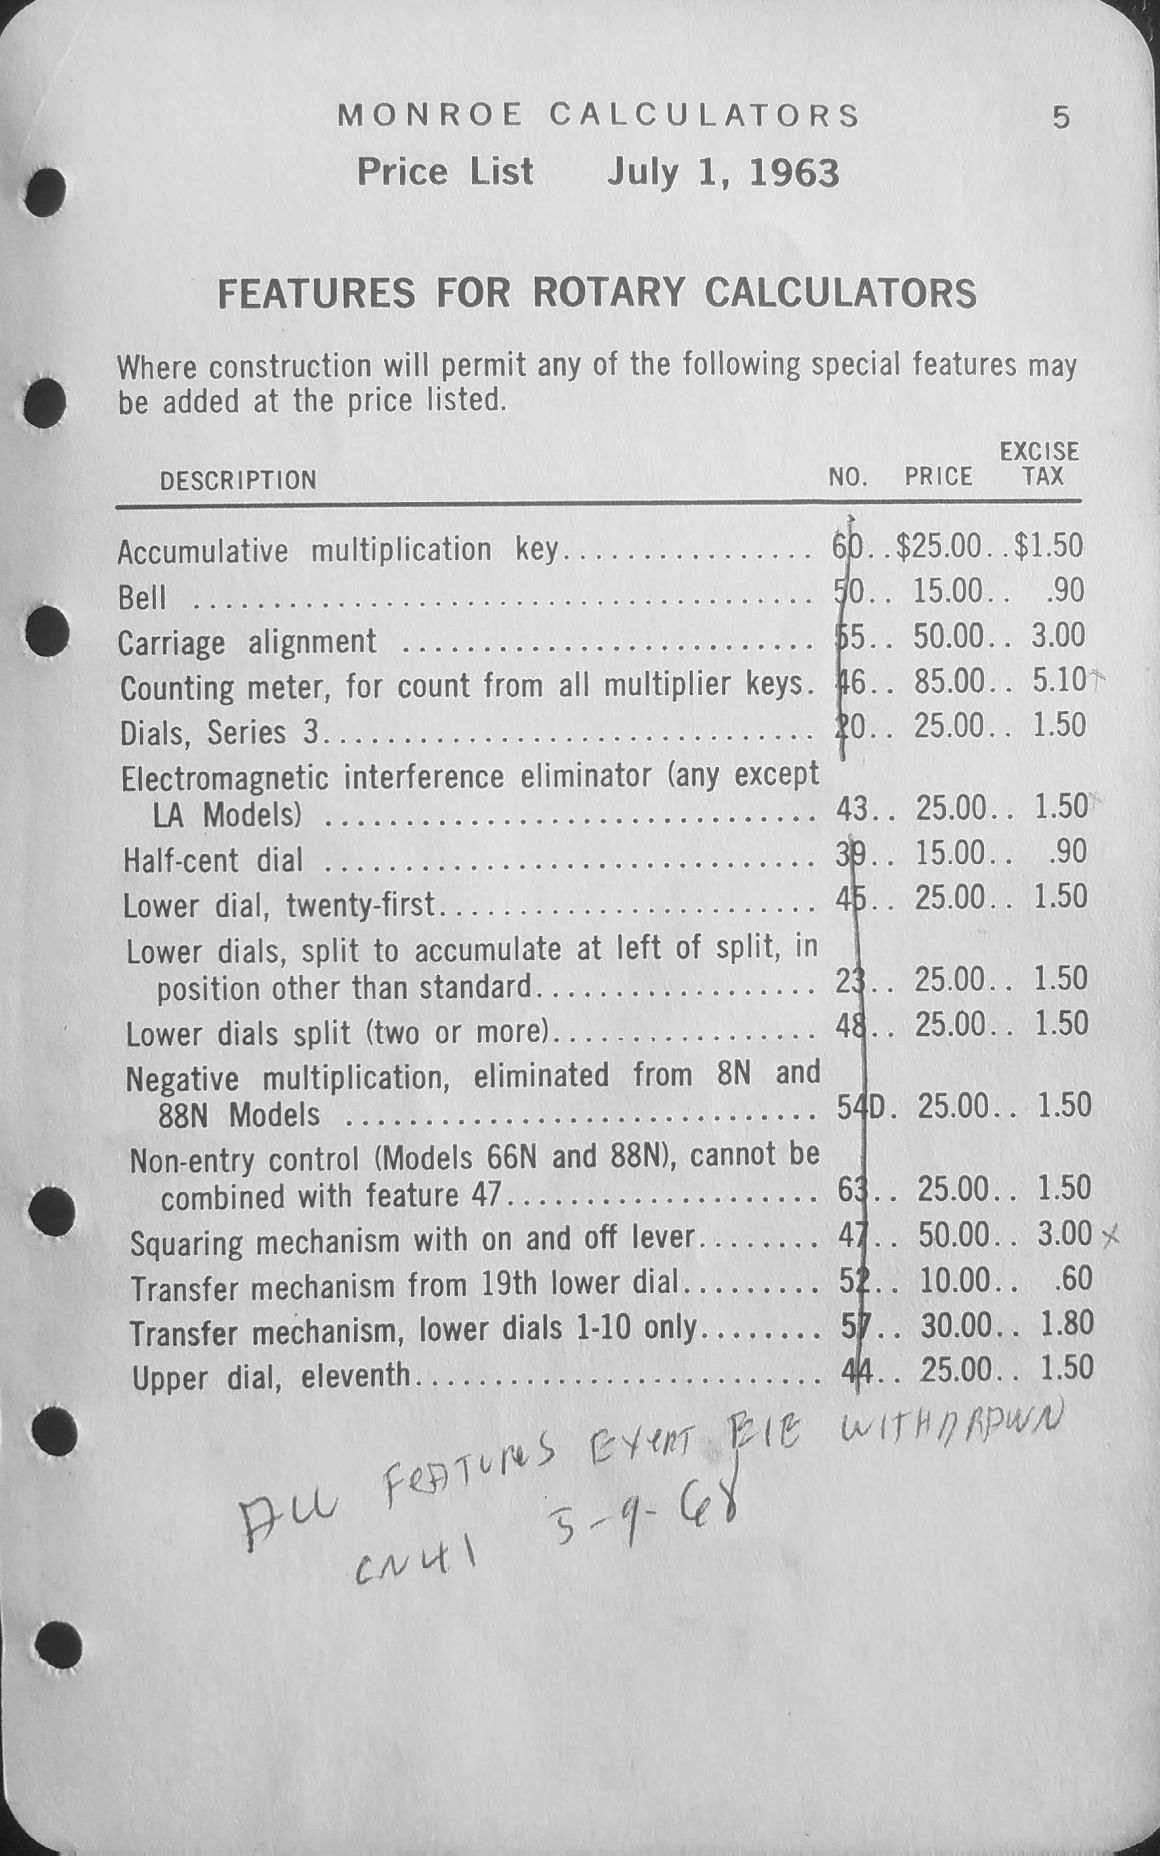 MONROE CALCULATORS 5
Price List July 1, 1963
FEATURES FOR ROTARY CALCULATORS
Where construction will permit any of the following special features may
be added at the price listed.
EXCISE
DESCRIPTION NO. PRICE TAX
Accumulative multiplication key................ 60..$25.00..$1.50
Bell ....................................... 50.. 15.00.. .90
Carriage alignment .......................... 55.. 50.00.. 3.00
Counting meter, for count from all multiplier keys. 46.. 85.00.. 5.10
Dials, Series 3............................... 20.. 25.00.. 1.50
Electromagnetic interference eliminator (any except
LA Models) ............................... 43.. 25.00.. 1.50
Half-cent dial ............................... 39.. 15.00.. .90
Lower dial, twenty-first........................ 45.. 25.00.. 1.50
Lower dials, split to accumulate at left of split, in
position other than standard.................. 23.. 25.00.. 1.50
Lower dials split (two or more)................. 48.. 25.00.. 1.50
Negative multiplication, eliminated from 8N and
88N Models .............................. 54D. 25.00.. 1.50
Non-entry control (Models 66N and 88N), cannot be
combined with feature 47.................... 63.. 25.00.. 1.50
Squaring mechanism with on and off lever........ 47.. 50.00.. 3.00 x
Transfer mechanism from 19th lower dial......... 52.. 10.00.. .60
Transfer mechanism, lower dials 1-10 only........ 57.. 30.00.. 1.80
Upper dial, eleventh.......................... 44.. 25.00.. 1.50
ALL FEATURES EXEPT EIE WITHDRAWN
CN41 5-9-68